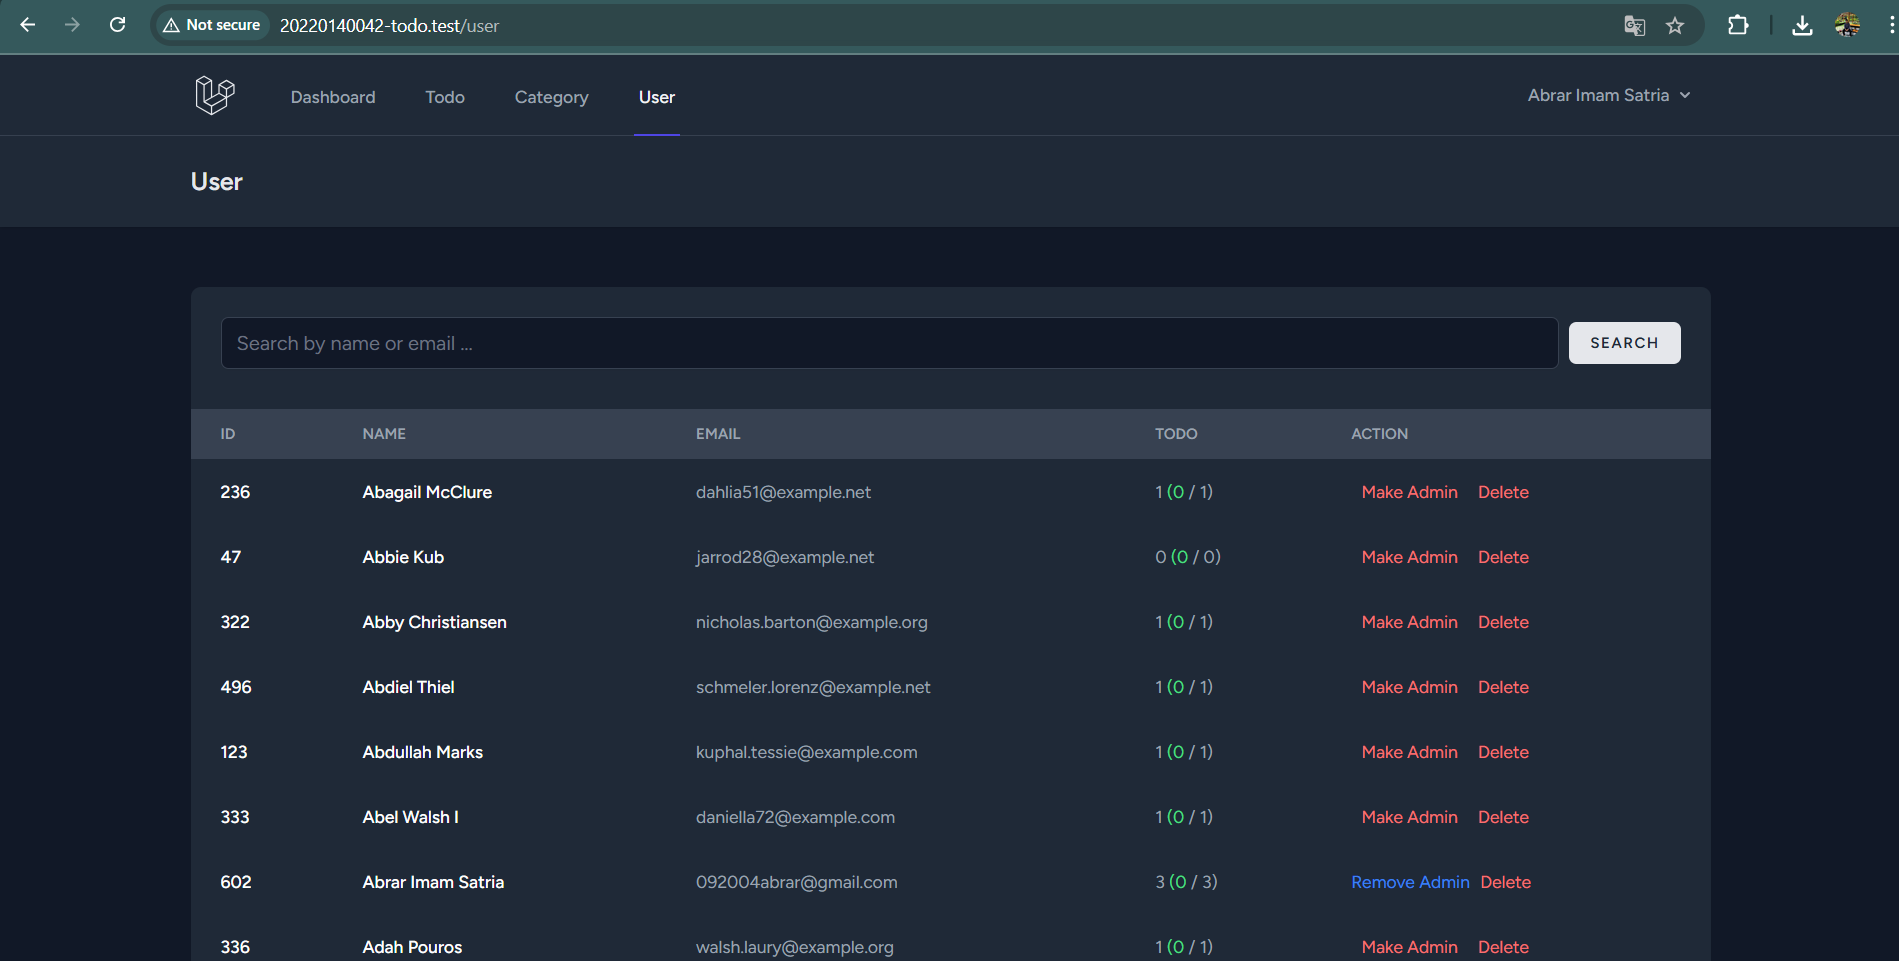 Not secure 20220140042-todo.test/user
Dashboard Todo Category User Abrar Imam Satria
User
Search by name or email ... SEARCH
ID NAME EMAIL TODO ACTION
236 Abagail McClure dahlia51@example.net 1 (0 / 1) Make Admin Delete
47 Abbie Kub jarrod28@example.net 0 (0 / 0) Make Admin Delete
322 Abby Christiansen nicholas.barton@example.org 1 (0 / 1) Make Admin Delete
496 Abdiel Thiel schmeler.lorenz@example.net 1 (0 / 1) Make Admin Delete
123 Abdullah Marks kuphal.tessie@example.com 1 (0 / 1) Make Admin Delete
333 Abel Walsh I daniella72@example.com 1 (0 / 1) Make Admin Delete
602 Abrar Imam Satria 092004abrar@gmail.com 3 (0 / 3) Remove Admin Delete
336 Adah Pouros walsh.laury@example.org 1 (0 / 1) Make Admin Delete